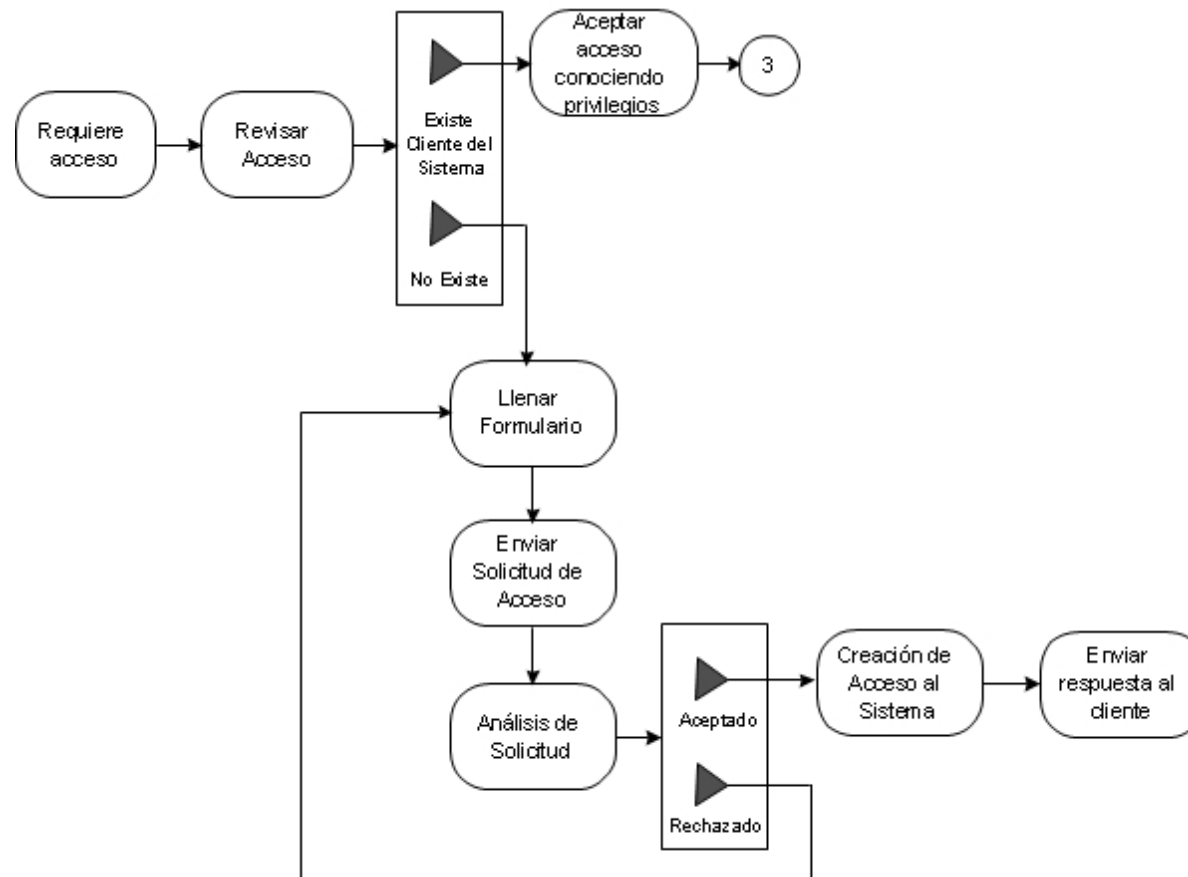 Requiere
acceso
Revisar
Acceso
Existe
Cliente del
Sistema
No Existe
Aceptar
acceso
conociendo
privilegios
3
Llenar
Formulario
Enviar
Solicitud de
Acceso
Análisis de
Solicitud
Aceptado
Rechazado
Creación de
Acceso al
Sistema
Enviar
respuesta al
cliente